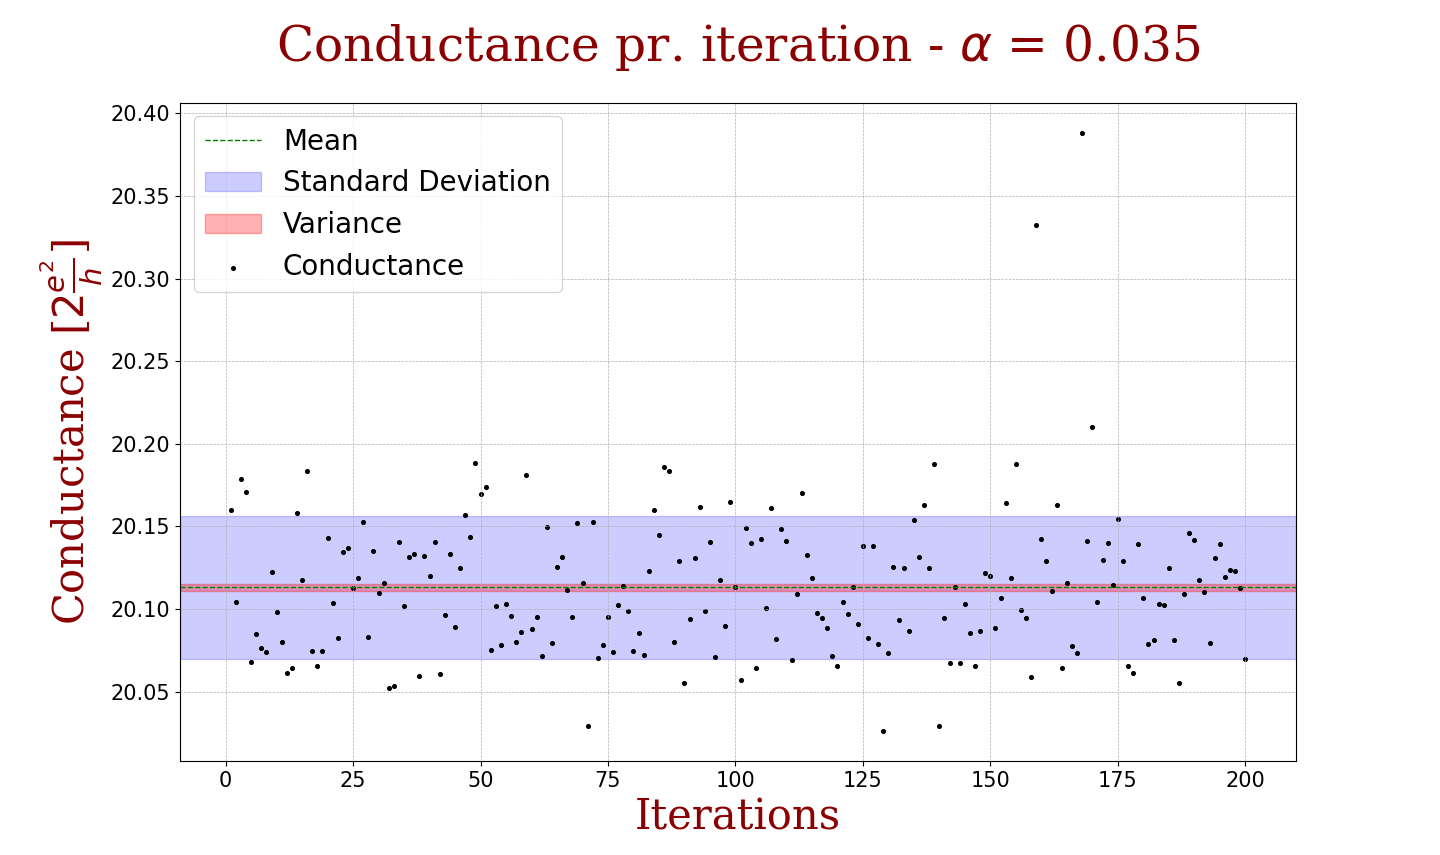 Conductance pr. iteration - α = 0.035
Conductance [2e²/h]
20.40
20.35
20.30
20.25
20.20
20.15
20.10
20.05
Mean
Standard Deviation
Variance
Conductance
0 25 50 75 100 125 150 175 200
Iterations